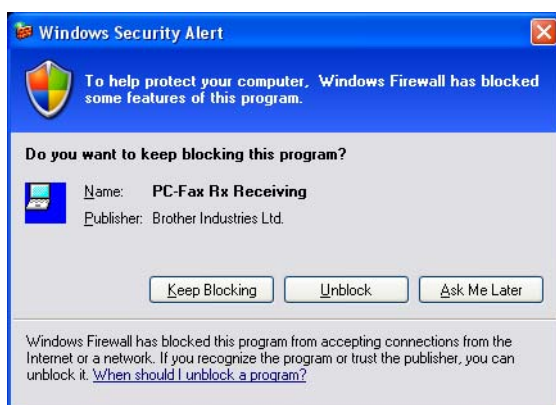 Windows Security Alert
To help protect your computer, Windows Firewall has blocked
some features of this program.
Do you want to keep blocking this program?
Name: PC-Fax Rx Receiving
Publisher: Brother Industries Ltd.
Keep Blocking Unblock Ask Me Later
Windows Firewall has blocked this program from accepting connections from the
Internet or a network. If you recognize the program or trust the publisher, you can
unblock it. When should I unblock a program?